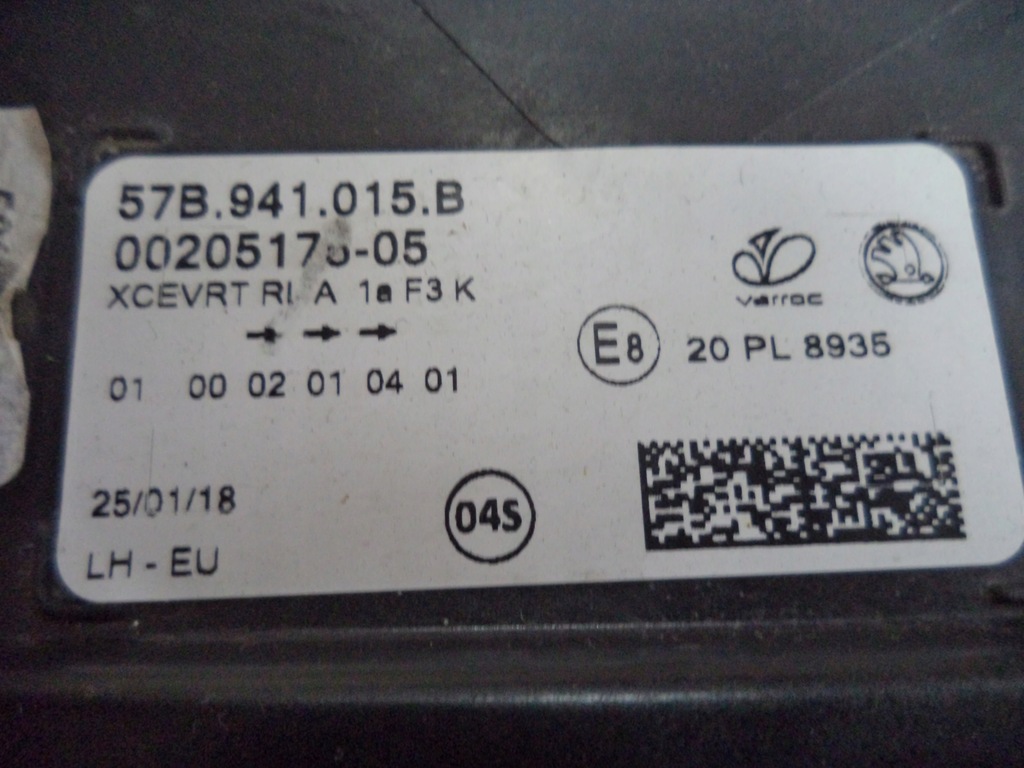 57B.941.015.B
XCEVRT A 1a F3 K
→ → →
01 00 02 01 04 01
25/01/18
LH - EU
04S
varroc
E8 20 PL 8935